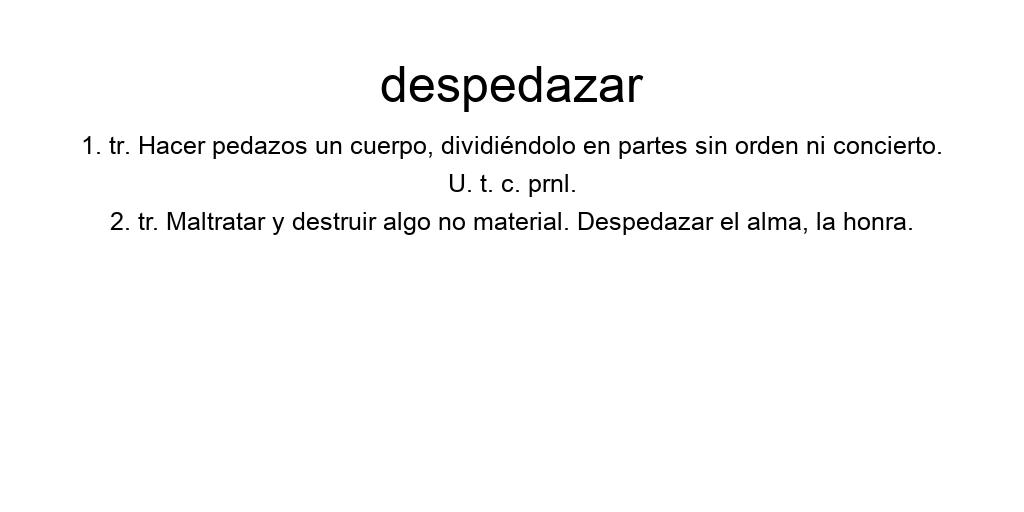 despedazar
1. tr. Hacer pedazos un cuerpo, dividiéndolo en partes sin orden ni concierto.
U. t. c. prnl.
2. tr. Maltratar y destruir algo no material. Despedazar el alma, la honra.